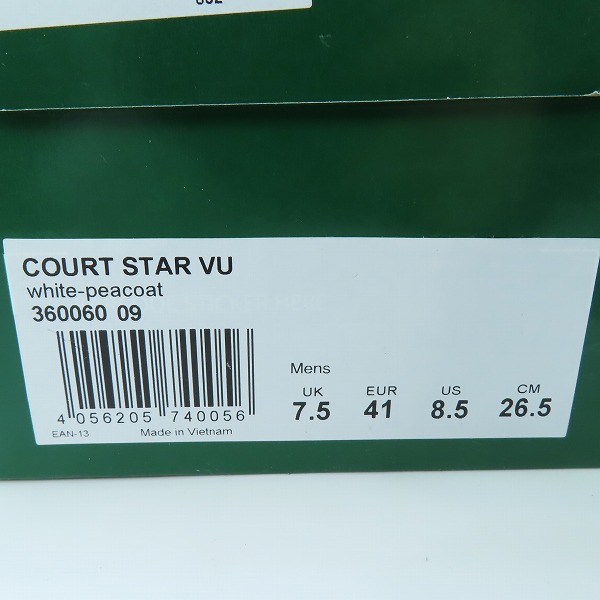 COURT STAR VU
white-peacoat
360060 09
Mens
UK EUR US CM
7.5 41 8.5 26.5
4 056205 740056
EAN-13 Made in Vietnam